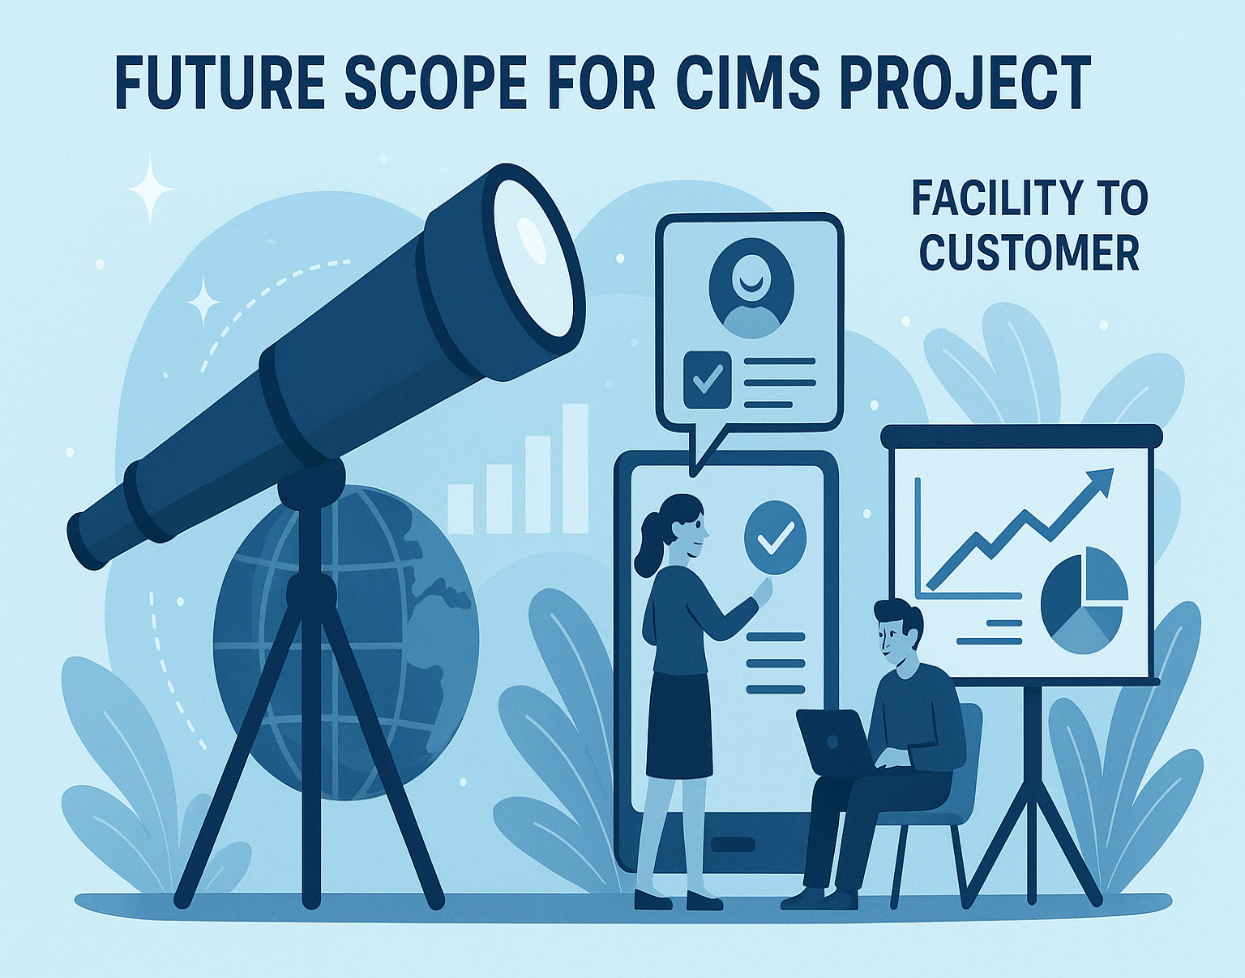 FUTURE SCOPE FOR CIMS PROJECT
FACILITY TO
CUSTOMER